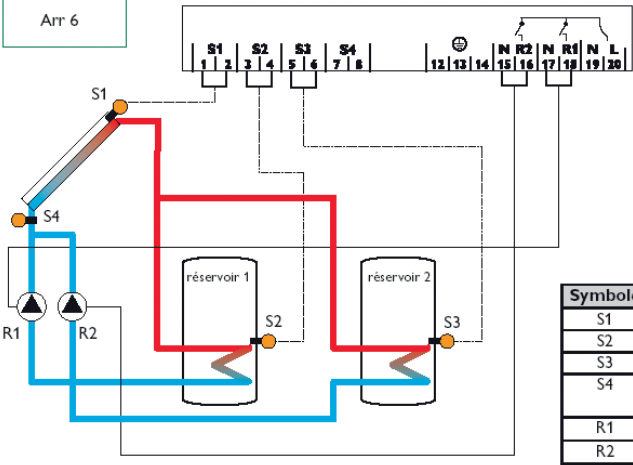 Arr 6
S1 S2 S3 S4 N R2 N R1 N L
1 2 3 4 5 6 7 8 12 13 14 15 16 17 18 19 20
S1
S4
réservoir 1
réservoir 2
S2
S3
R1
R2
Symbole
S1
S2
S3
S4
R1
R2